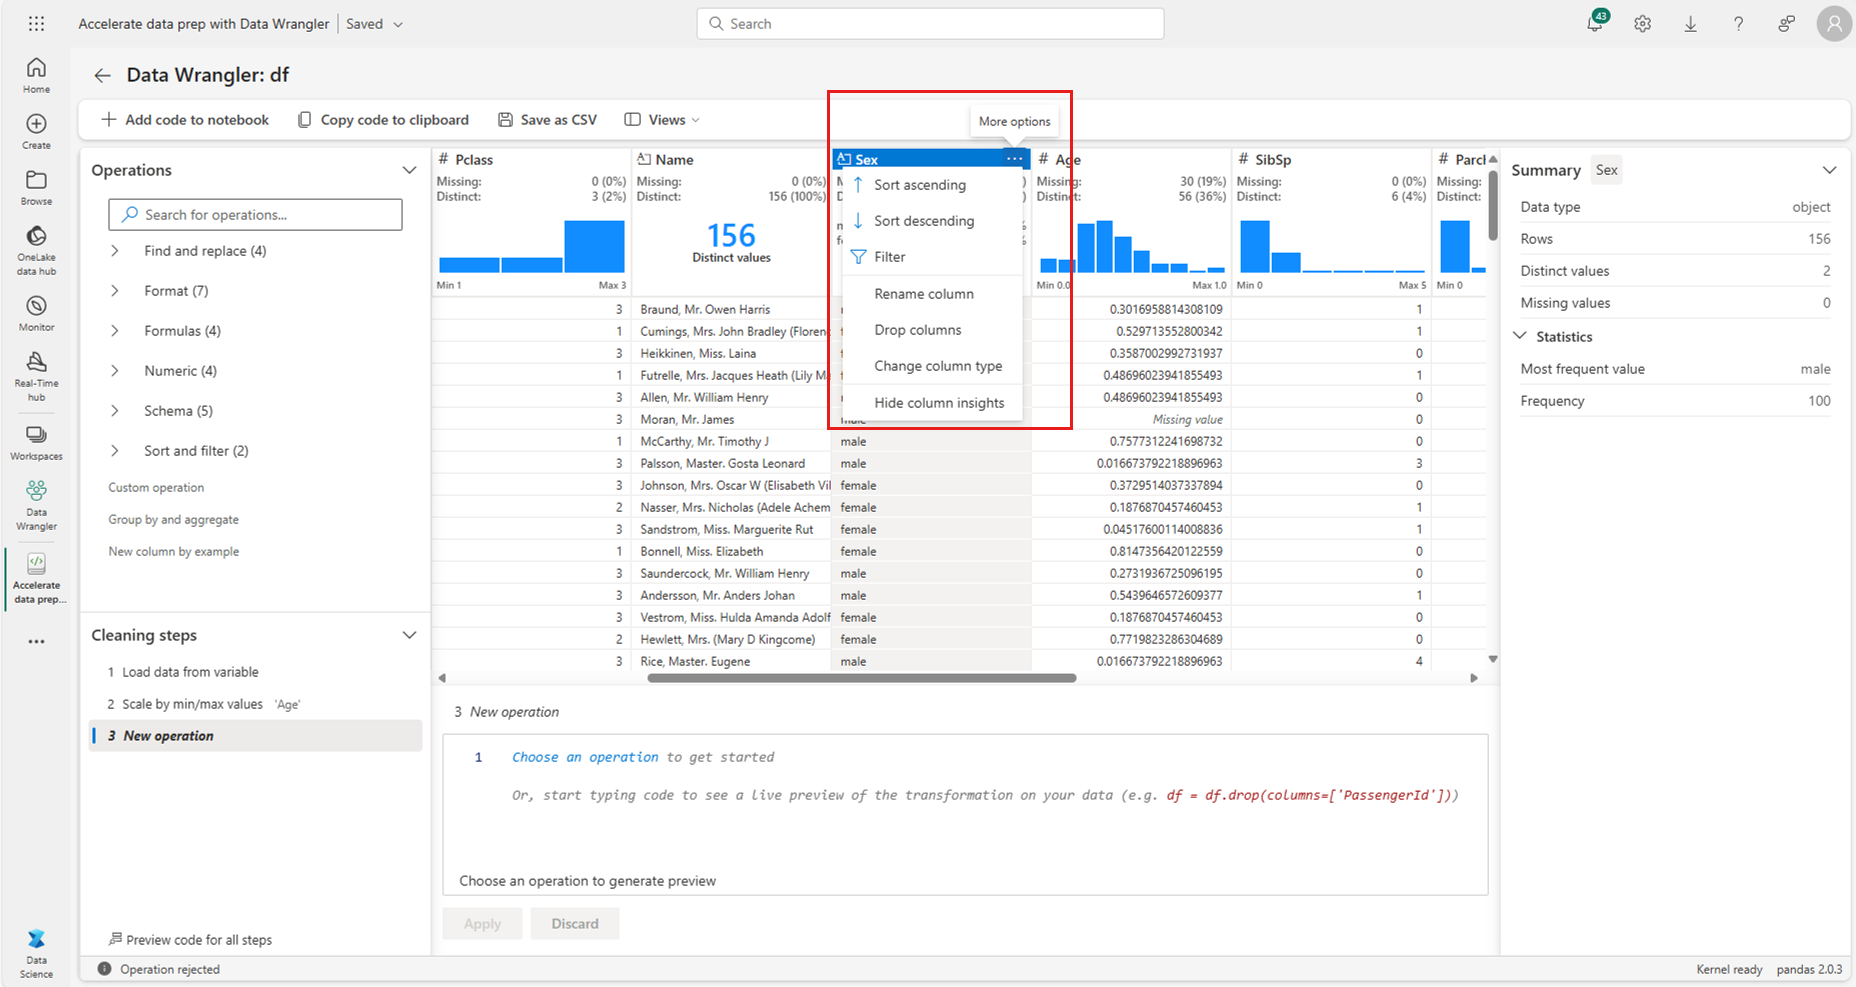 Accelerate data prep with Data Wrangler
Saved
Search
43
Home
Create
Browse
OneLake
data hub
Monitor
Real-Time
hub
Workspaces
Data
Wrangler
Accelerate
data prep...
Data
Science
Data Wrangler: df
Add code to notebook
Copy code to clipboard
Save as CSV
Views
More options
Operations
Search for operations...
Find and replace (4)
Format (7)
Formulas (4)
Numeric (4)
Schema (5)
Sort and filter (2)
Custom operation
Group by and aggregate
New column by example
Cleaning steps
1 Load data from variable
2 Scale by min/max values 'Age'
3 New operation
Preview code for all steps
Operation rejected
# Pclass
Missing: 0 (0%)
Distinct: 3 (2%)
Min 1 Max 3
Name
Missing: 0 (0%)
Distinct: 156 (100%)
156
Distinct values
Sex
Sort ascending
Sort descending
Filter
Rename column
Drop columns
Change column type
Hide column insights
# Age
Missing: 30 (19%)
Distinct: 56 (36%)
Min 0.0 Max 1.0
# SibSp
Missing: 0 (0%)
Distinct: 6 (4%)
Min 0 Max 5
# Parch
Missing:
Distinct:
Min 0
3 Braund, Mr. Owen Harris 0.3016958814308109 1
1 Cumings, Mrs. John Bradley (Florenc 0.529713552800342 1
3 Heikkinen, Miss. Laina 0.3587002992731937 0
1 Futrelle, Mrs. Jacques Heath (Lily Ma 0.48696023941855493 1
3 Allen, Mr. William Henry 0.48696023941855493 0
3 Moran, Mr. James male Missing value 0
1 McCarthy, Mr. Timothy J male 0.7577312241698732 0
3 Palsson, Master. Gosta Leonard male 0.016673792218896963 3
3 Johnson, Mrs. Oscar W (Elisabeth Vil female 0.3729514037337894 0
2 Nasser, Mrs. Nicholas (Adele Achem female 0.1876870457460453 1
3 Sandstrom, Miss. Marguerite Rut female 0.04517600114008836 1
1 Bonnell, Miss. Elizabeth female 0.8147356420122559 0
3 Saundercock, Mr. William Henry male 0.2731936725096195 0
3 Andersson, Mr. Anders Johan male 0.5439646572609377 1
3 Vestrom, Miss. Hulda Amanda Adolf female 0.1876870457460453 0
2 Hewlett, Mrs. (Mary D Kingcome) female 0.7719823286304689 0
3 Rice, Master. Eugene male 0.016673792218896963 4
3 New operation
1 Choose an operation to get started
Or, start typing code to see a live preview of the transformation on your data (e.g. df = df.drop(columns=['PassengerId']))
Choose an operation to generate preview
Apply
Discard
Summary Sex
Data type object
Rows 156
Distinct values 2
Missing values 0
Statistics
Most frequent value male
Frequency 100
Kernel ready pandas 2.0.3